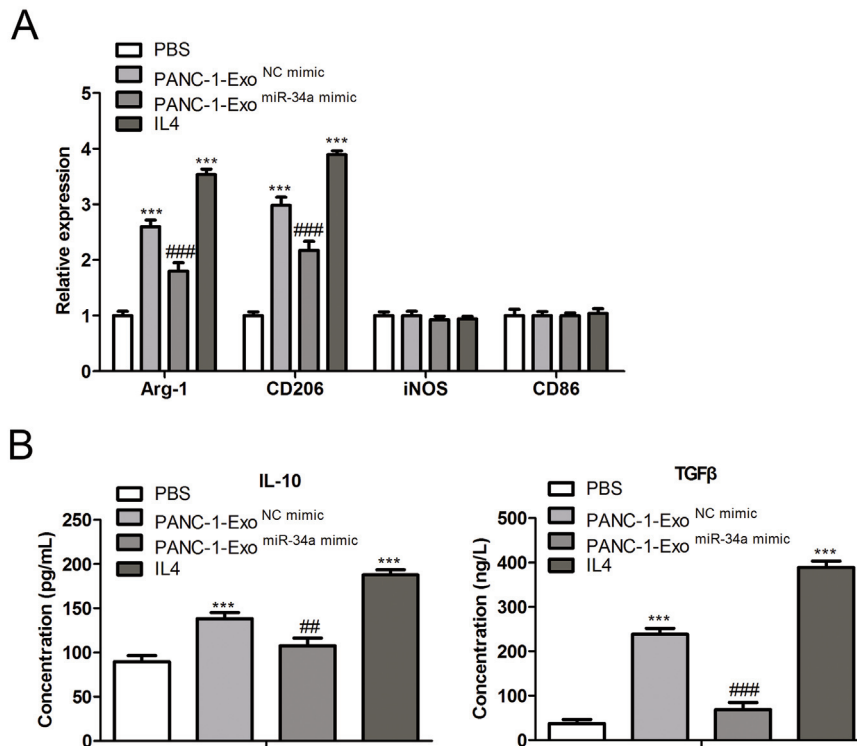 A
PBS
PANC-1-Exo NC mimic
PANC-1-Exo miR-34a mimic
IL4
Relative expression
5
4
3
2
1
0
***
###
***
***
###
***
Arg-1
CD206
iNOS
CD86
B
IL-10
PBS
PANC-1-Exo NC mimic
PANC-1-Exo miR-34a mimic
IL4
Concentration (pg/mL)
250
200
150
100
50
0
***
##
***
TGFβ
PBS
PANC-1-Exo NC mimic
PANC-1-Exo miR-34a mimic
IL4
Concentration (ng/L)
500
400
300
200
100
0
***
###
***